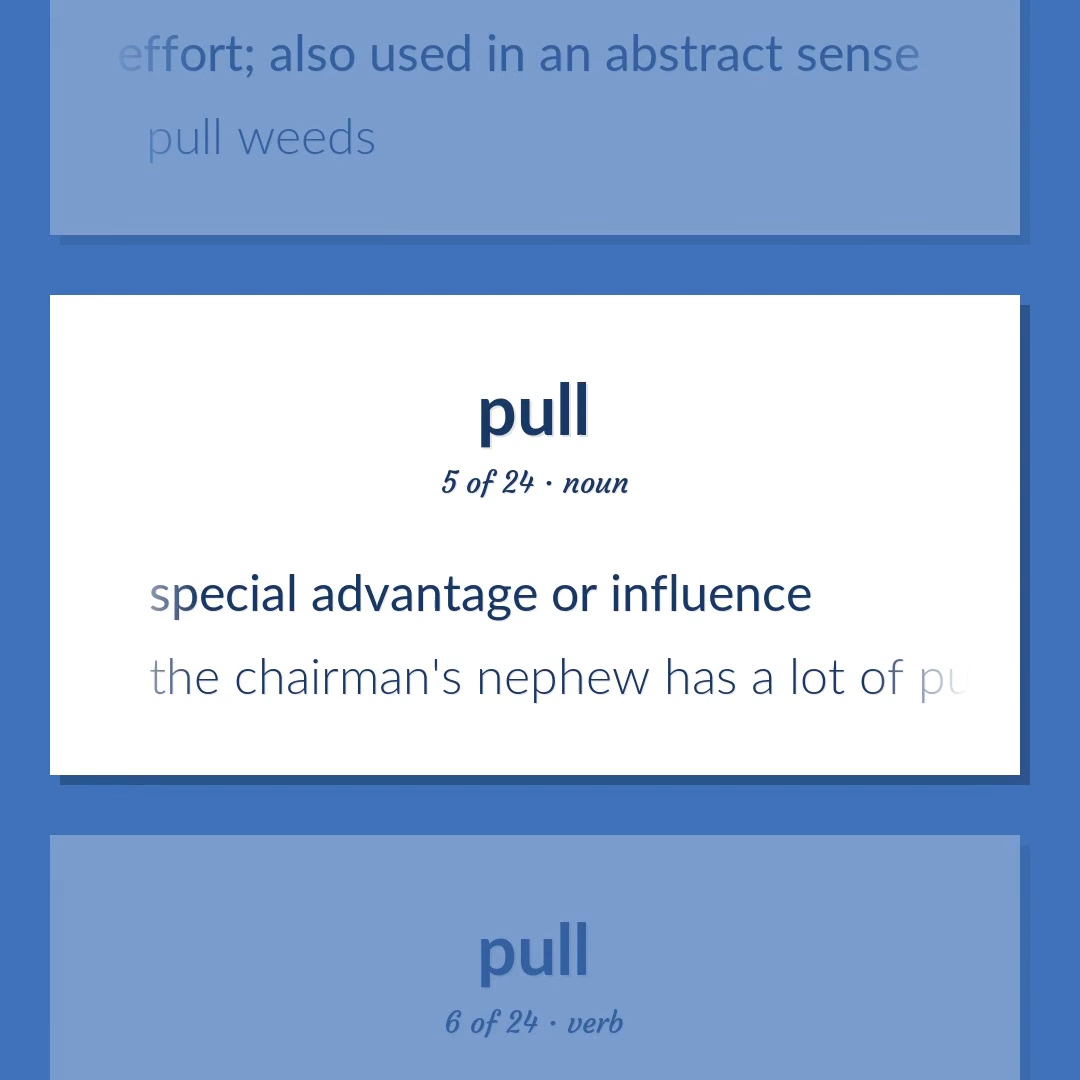 effort; also used in an abstract sense
pull weeds
pull
5 of 24 · noun
special advantage or influence
the chairman's nephew has a lot of
pull
6 of 24 · verb